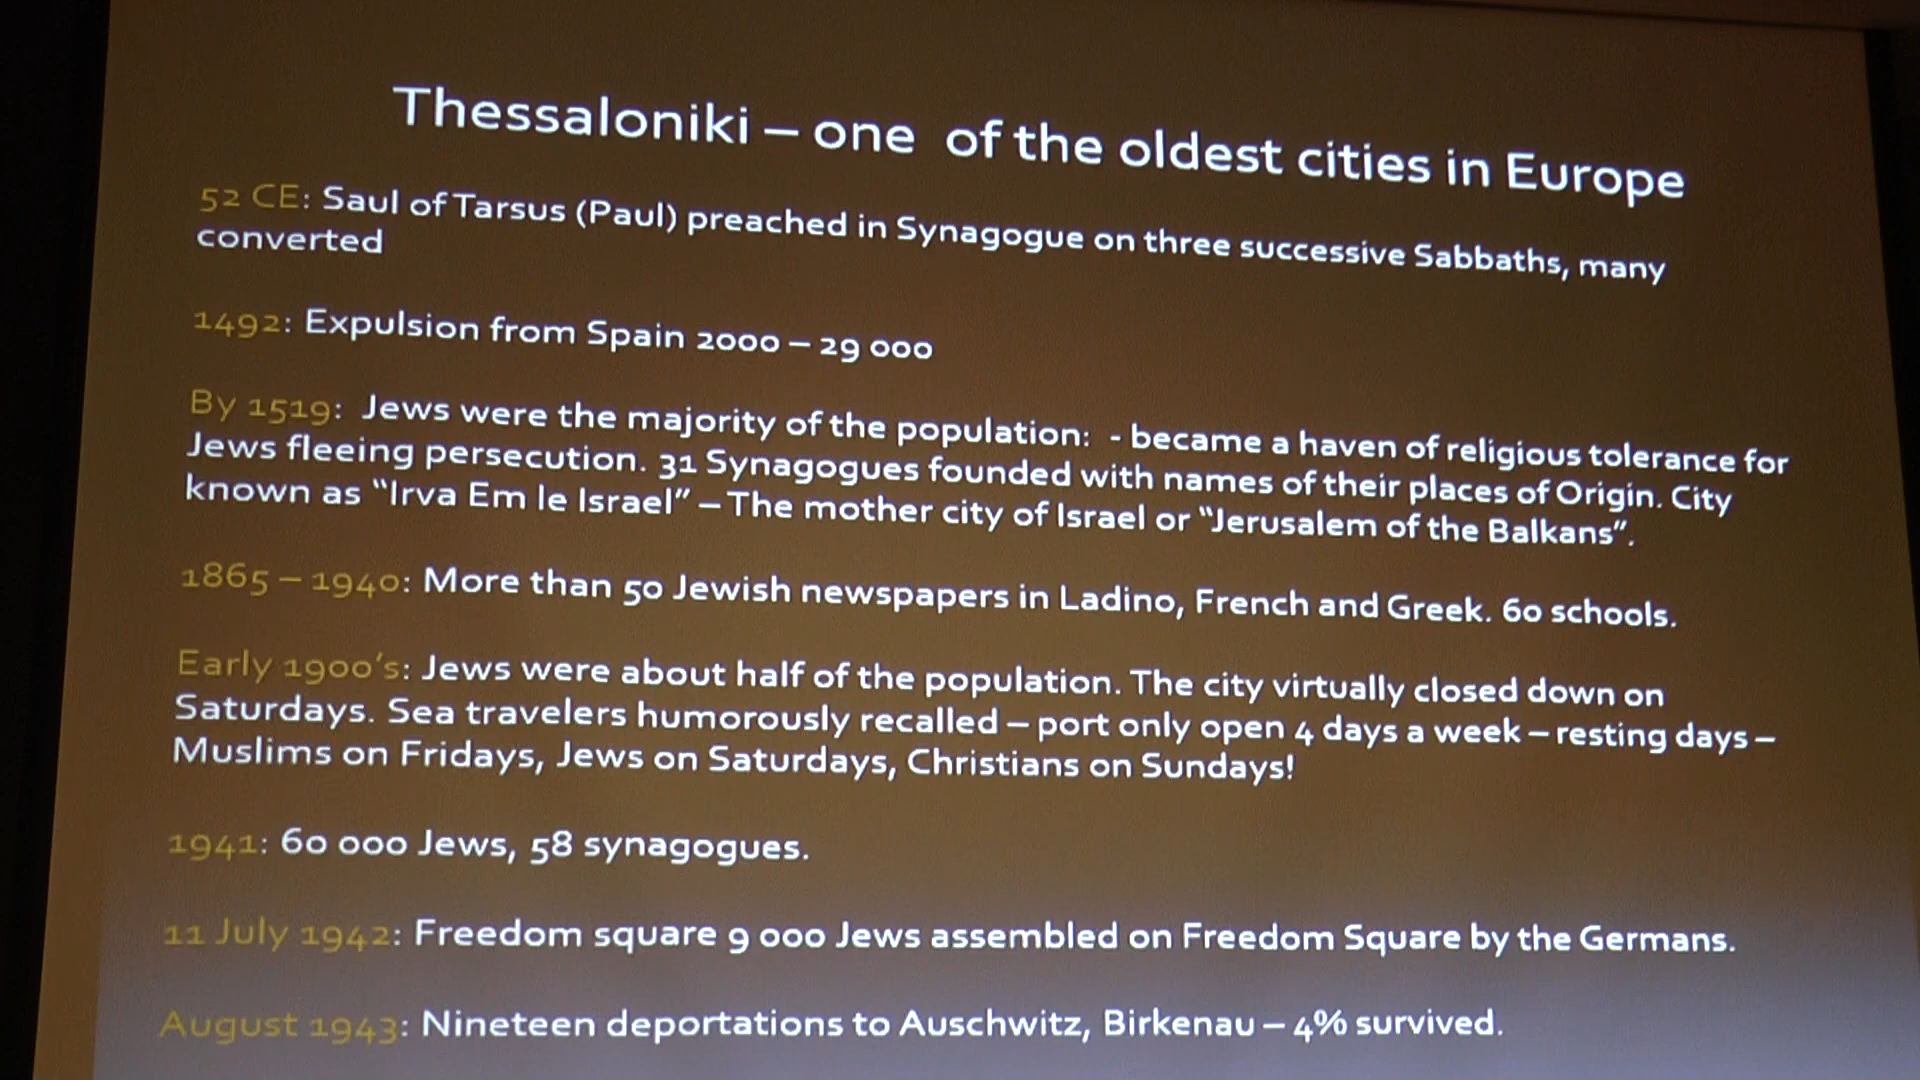 Thessaloniki – one of the oldest cities in Europe
52 CE: Saul of Tarsus (Paul) preached in Synagogue on three successive Sabbaths, many
converted
1492: Expulsion from Spain 2000 – 29 000
By 1519: Jews were the majority of the population: - became a haven of religious tolerance for
Jews fleeing persecution. 31 Synagogues founded with names of their places of Origin. City
known as “Irva Em le Israel” – The mother city of Israel or “Jerusalem of the Balkans”.
1865 – 1940: More than 50 Jewish newspapers in Ladino, French and Greek. 60 schools.
Early 1900’s: Jews were about half of the population. The city virtually closed down on
Saturdays. Sea travelers humorously recalled – port only open 4 days a week – resting days –
Muslims on Fridays, Jews on Saturdays, Christians on Sundays!
1941: 60 000 Jews, 58 synagogues.
11 July 1942: Freedom square 9 000 Jews assembled on Freedom Square by the Germans.
August 1943: Nineteen deportations to Auschwitz, Birkenau – 4% survived.